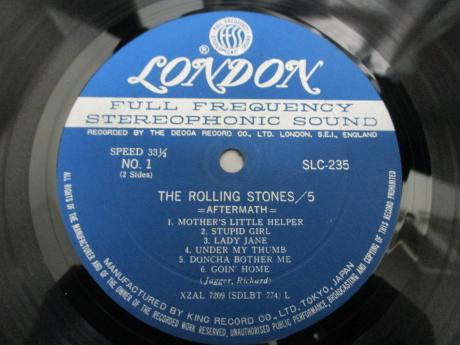 FULL FREQUENCY STEREOPHONIC SOUND
®
LONDON
FULL FREQUENCY
STEREOPHONIC SOUND
RECORDED BY THE DECCA RECORD CO., LTD. LONDON, S.E.I., ENGLAND
SPEED 33⅓
NO. 1
(2 Sides)
SLC-235
THE ROLLING STONES/5
=AFTERMATH=
1. MOTHER'S LITTLE HELPER
2. STUPID GIRL
3. LADY JANE
4. UNDER MY THUMB
5. DONCHA BOTHER ME
6. GOIN' HOME
(Jagger, Richard)
XZAL 7209 (SDLBT 774) L
MANUFACTURED BY KING RECORD CO., LTD. TOKYO, JAPAN
ALL RIGHTS OF THE MANUFACTURER AND OF THE OWNER OF THE RECORDED WORK RESERVED. UNAUTHORISED PUBLIC PERFORMANCE, BROADCASTING AND COPYING OF THIS RECORD PROHIBITED